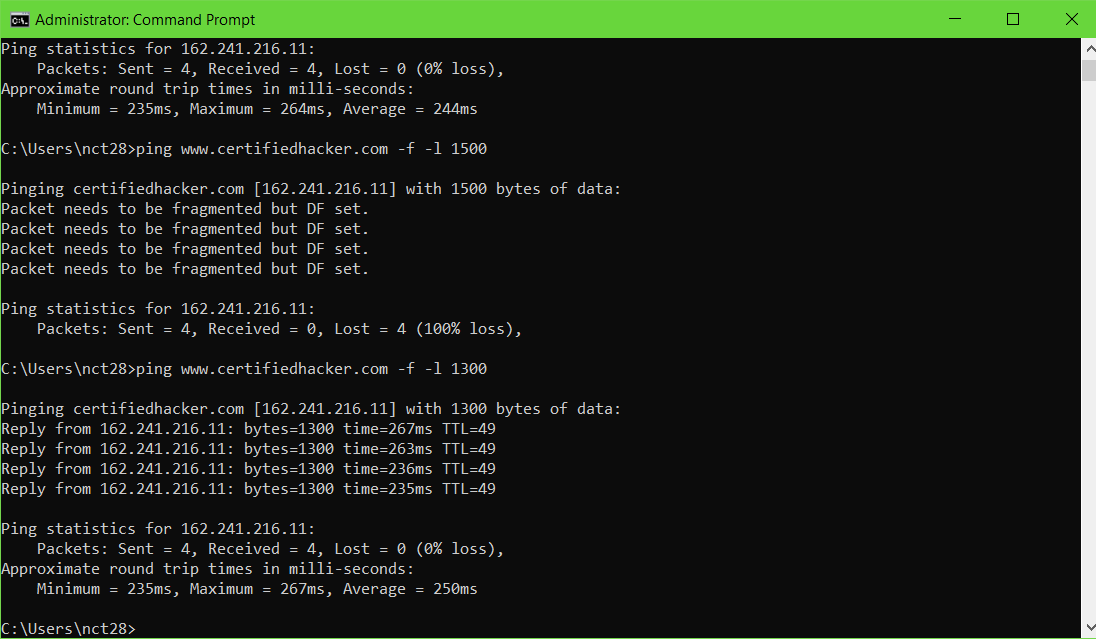 Administrator: Command Prompt
Ping statistics for 162.241.216.11:
    Packets: Sent = 4, Received = 4, Lost = 0 (0% loss),
Approximate round trip times in milli-seconds:
    Minimum = 235ms, Maximum = 264ms, Average = 244ms
C:\Users\nct28>ping www.certifiedhacker.com -f -l 1500
Pinging certifiedhacker.com [162.241.216.11] with 1500 bytes of data:
Packet needs to be fragmented but DF set.
Packet needs to be fragmented but DF set.
Packet needs to be fragmented but DF set.
Packet needs to be fragmented but DF set.
Ping statistics for 162.241.216.11:
    Packets: Sent = 4, Received = 0, Lost = 4 (100% loss),
C:\Users\nct28>ping www.certifiedhacker.com -f -l 1300
Pinging certifiedhacker.com [162.241.216.11] with 1300 bytes of data:
Reply from 162.241.216.11: bytes=1300 time=267ms TTL=49
Reply from 162.241.216.11: bytes=1300 time=263ms TTL=49
Reply from 162.241.216.11: bytes=1300 time=236ms TTL=49
Reply from 162.241.216.11: bytes=1300 time=235ms TTL=49
Ping statistics for 162.241.216.11:
    Packets: Sent = 4, Received = 4, Lost = 0 (0% loss),
Approximate round trip times in milli-seconds:
    Minimum = 235ms, Maximum = 267ms, Average = 250ms
C:\Users\nct28>